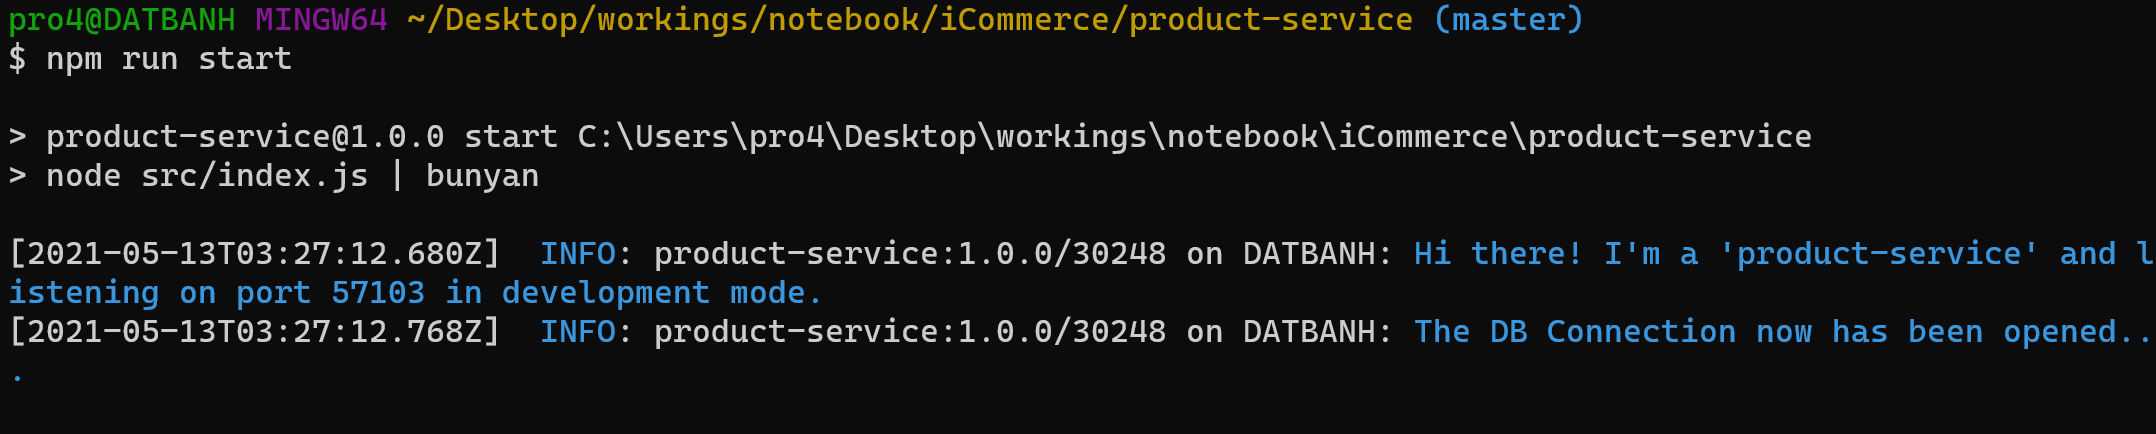 pro4@DATBANH MINGW64 ~/Desktop/workings/notebook/iCommerce/product-service (master)
$ npm run start
> product-service@1.0.0 start C:\Users\pro4\Desktop\workings\notebook\iCommerce\product-service
> node src/index.js | bunyan
[2021-05-13T03:27:12.680Z]  INFO: product-service:1.0.0/30248 on DATBANH: Hi there! I'm a 'product-service' and l
istening on port 57103 in development mode.
[2021-05-13T03:27:12.768Z]  INFO: product-service:1.0.0/30248 on DATBANH: The DB Connection now has been opened..
.